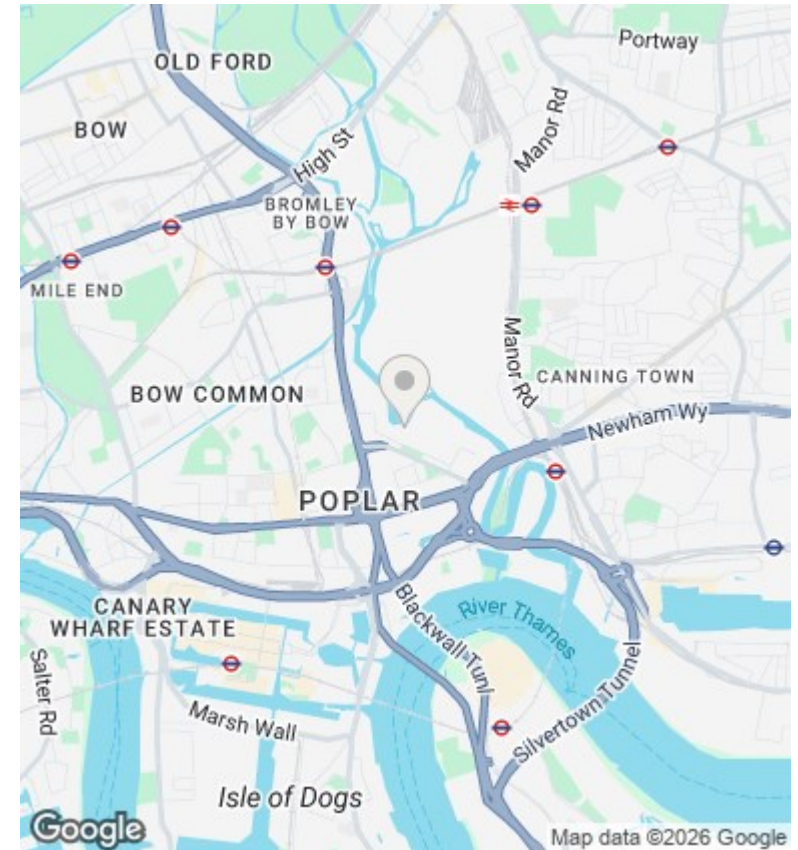 Portway
OLD FORD
Manor Rd
BOW
High St
BROMLEY
BY BOW
MILE END
Manor Rd
CANNING TOWN
BOW COMMON
Newham Wy
POPLAR
CANARY
WHARF ESTATE
Blackwall Tunl
River Thames
Salter Rd
Silvertown Tunnel
Marsh Wall
Isle of Dogs
Google
Map data ©2026 Google